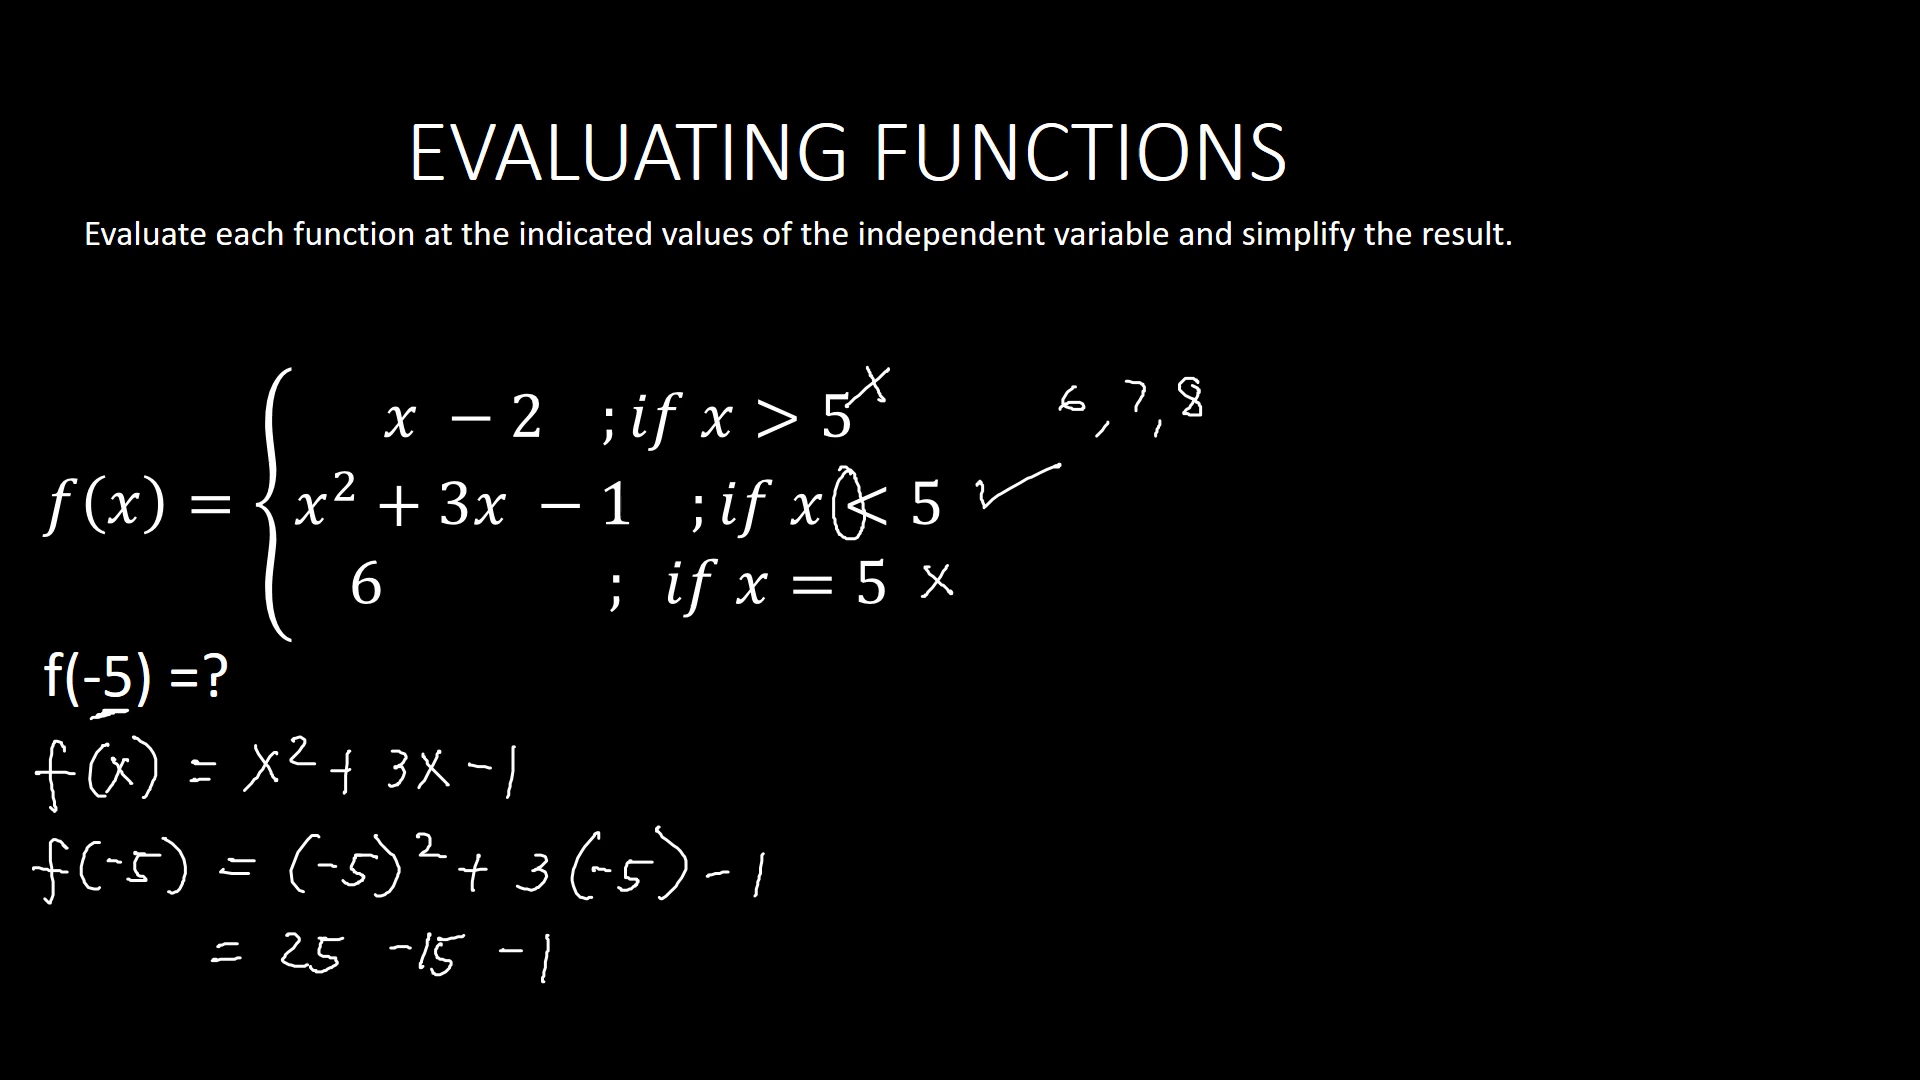 EVALUATING FUNCTIONS
Evaluate each function at the indicated values of the independent variable and simplify the result.
x − 2 ; if x > 5 x 6, 7, 8
f(x) = { x² + 3x − 1 ; if x < 5 ✓
6 ; if x = 5 x
f(-5) =?
f(x) = x² + 3x - 1
f(-5) = (-5)² + 3(-5) - 1
= 25 -15 - 1